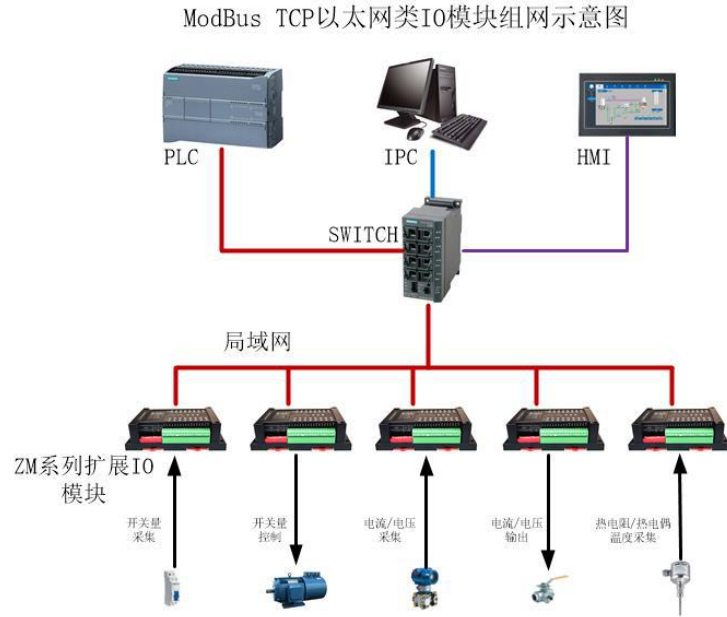 ModBus TCP以太网类IO模块组网示意图
PLC
IPC
HMI
SWITCH
局域网
ZM系列扩展IO
模块
开关量
采集
开关量
控制
电流/电压
采集
电流/电压
输出
热电阻/热电偶
温度采集